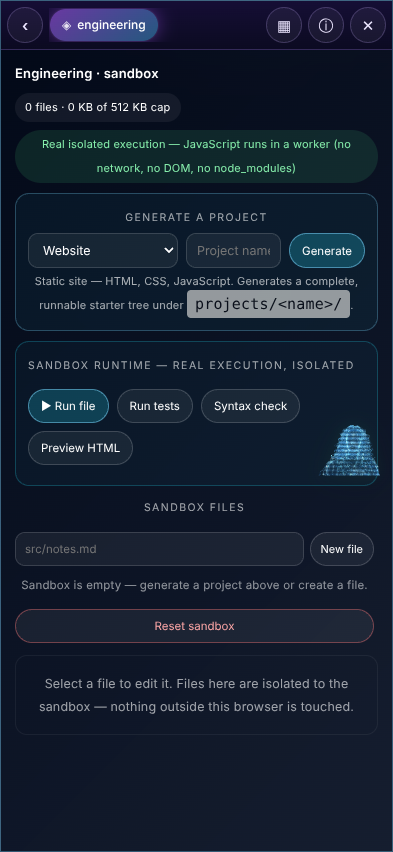 ‹ ◈ engineering ▦ ⓘ ✕
Engineering · sandbox
0 files · 0 KB of 512 KB cap
Real isolated execution — JavaScript runs in a worker (no
network, no DOM, no node_modules)
GENERATE A PROJECT
Website Project name Generate
Static site — HTML, CSS, JavaScript. Generates a complete,
runnable starter tree under projects/<name>/ .
SANDBOX RUNTIME — REAL EXECUTION, ISOLATED
▶ Run file Run tests Syntax check
Preview HTML
SANDBOX FILES
src/notes.md New file
Sandbox is empty — generate a project above or create a file.
Reset sandbox
Select a file to edit it. Files here are isolated to the
sandbox — nothing outside this browser is touched.